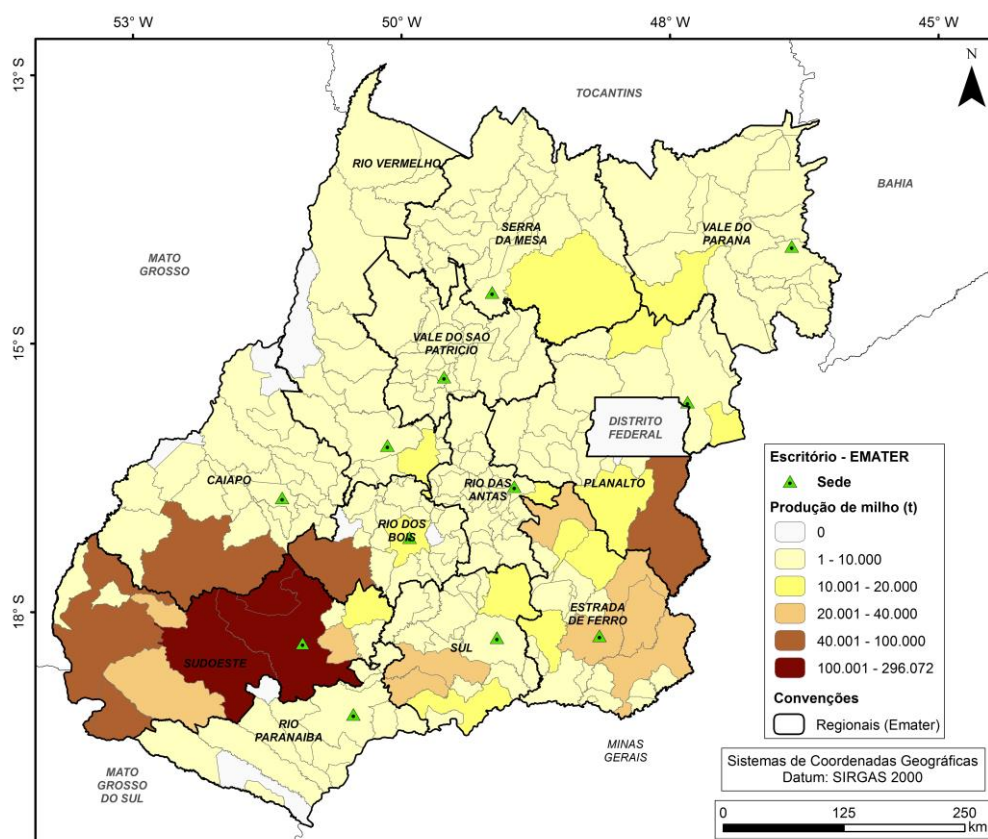 53° W
50° W
48° W
45° W
13° S
15° S
18° S
N
TOCANTINS
BAHIA
MATO
GROSSO
RIO VERMELHO
SERRA
DA MESA
VALE DO
PARANA
VALE DO SAO
PATRICIO
DISTRITO
FEDERAL
CAIAPO
RIO DAS
ANTAS
PLANALTO
RIO DOS
BOIS
ESTRADA
DE FERRO
SUL
SUDOESTE
RIO
PARANAIBA
MINAS
GERAIS
MATO
GROSSO
DO SUL
Escritório - EMATER
Sede
Produção de milho (t)
0
1 - 10.000
10.001 - 20.000
20.001 - 40.000
40.001 - 100.000
100.001 - 296.072
Convenções
Regionais (Emater)
Sistemas de Coordenadas Geográficas
Datum: SIRGAS 2000
0 125 250
km